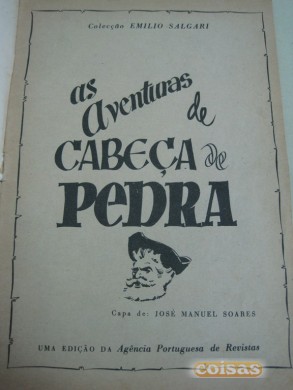 Colecção EMILIO SALGARI
as
Aventuras
de
CABEÇA de
PEDRA
Capa de: JOSÉ MANUEL SOARES
UMA EDIÇÃO DA Agência Portuguesa de Revistas
coisas